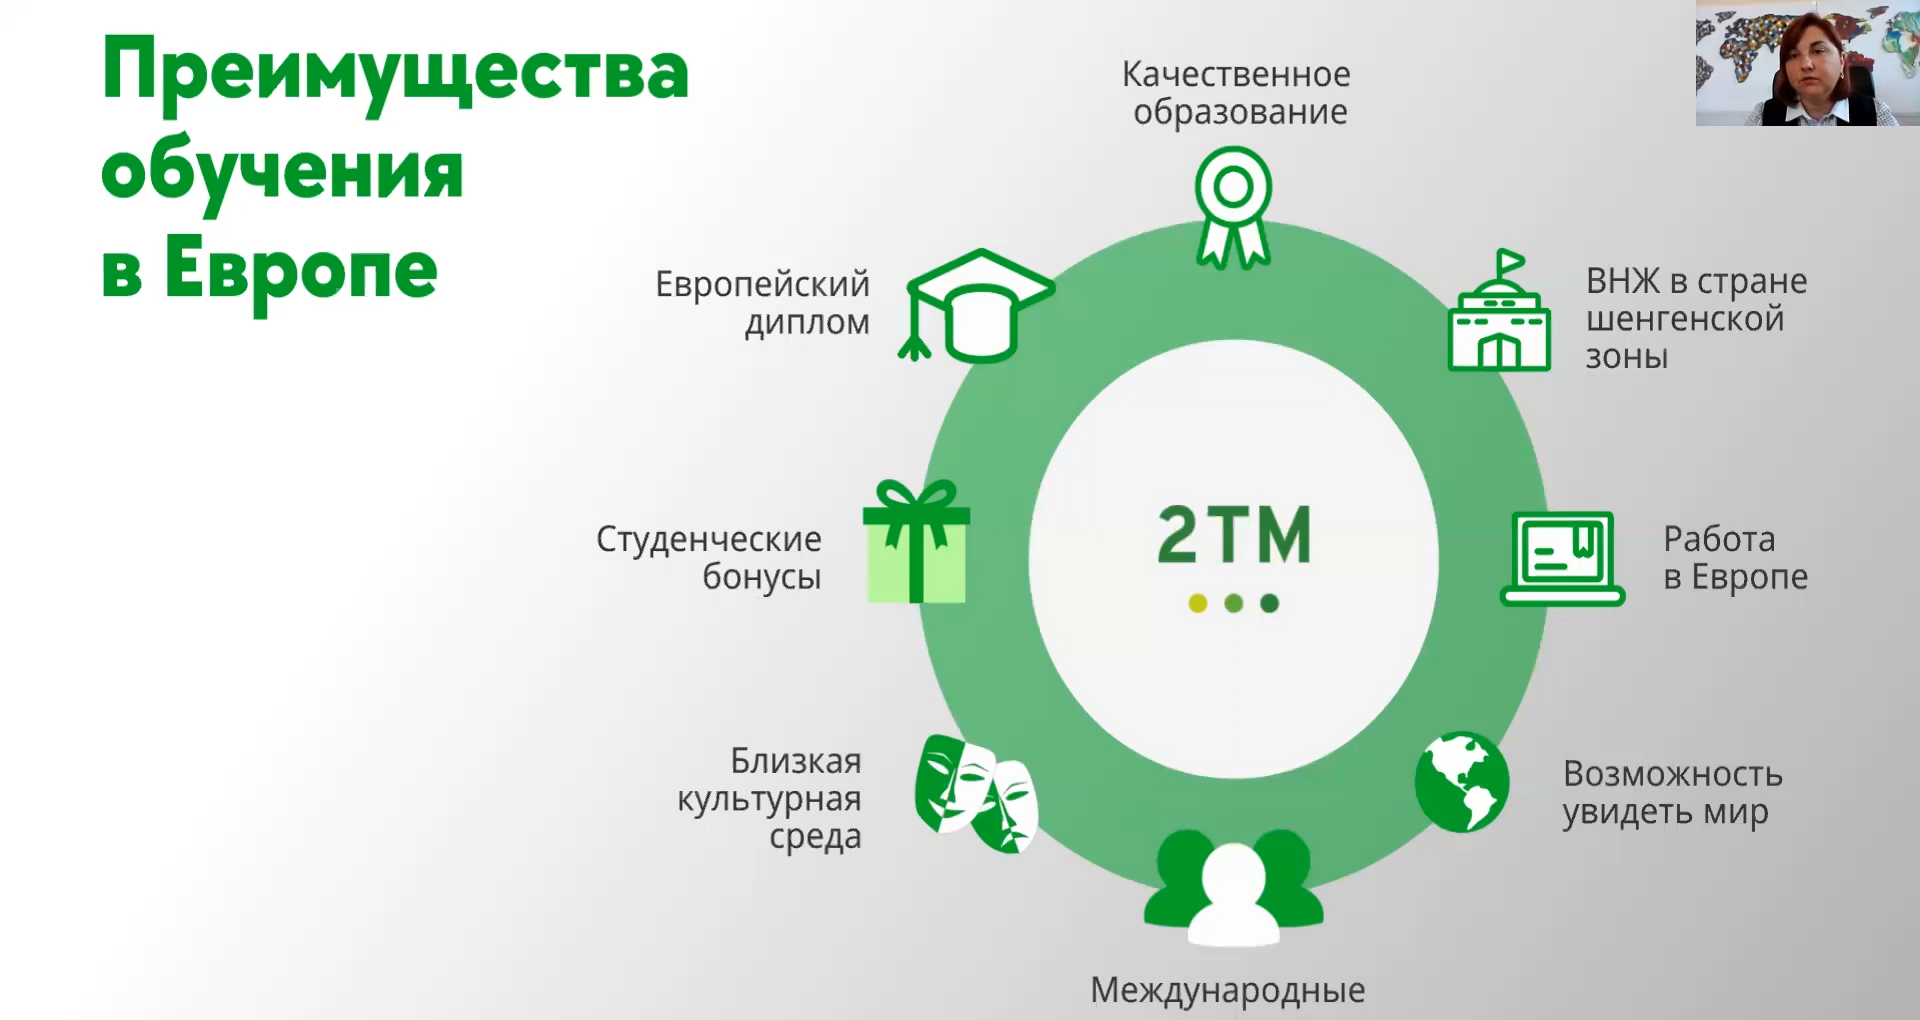 Преимущества
обучения
в Европе
Качественное
образование
Европейский
диплом
ВНЖ в стране
шенгенской
зоны
Студенческие
бонусы
2TM
Работа
в Европе
Близкая
культурная
среда
Возможность
увидеть мир
Международные